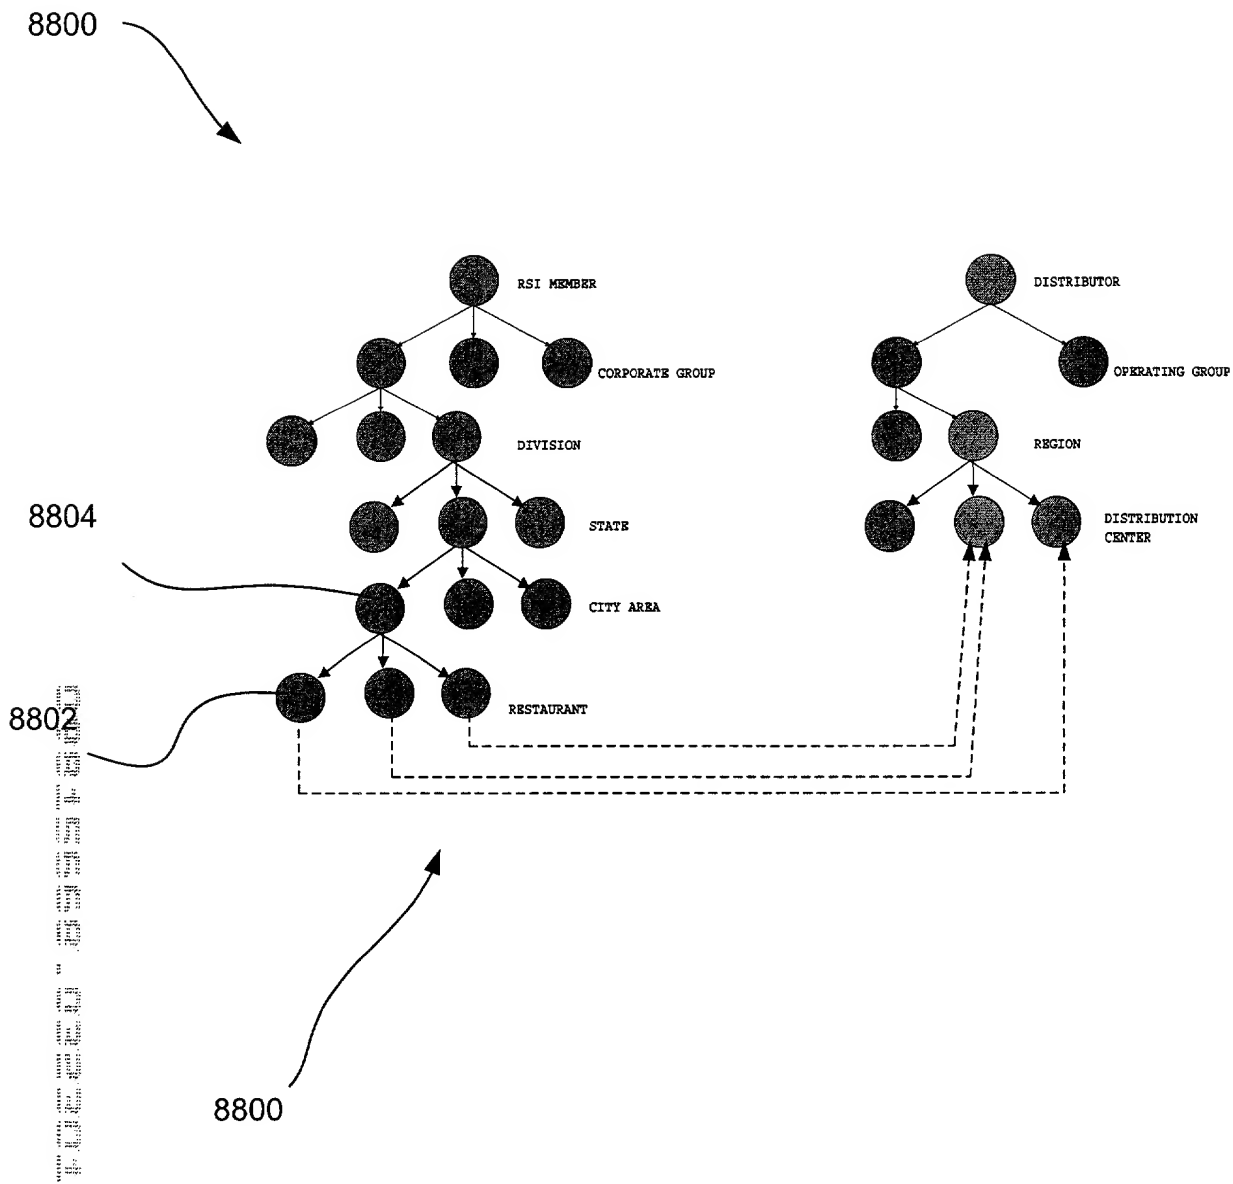 8800
RSI MEMBER
DISTRIBUTOR
CORPORATE GROUP
OPERATING GROUP
DIVISION
REGION
8804
STATE
DISTRIBUTION
CENTER
CITY AREA
8802
RESTAURANT
8800